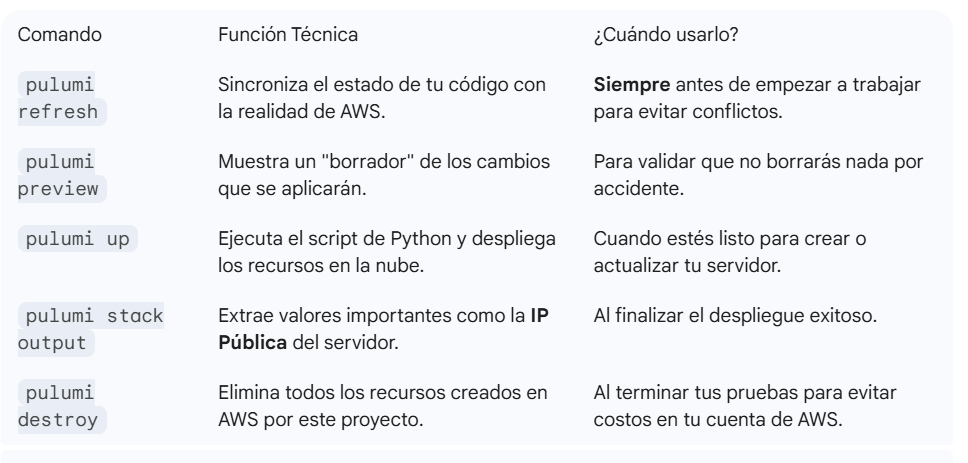 Comando Función Técnica ¿Cuándo usarlo?
pulumi Sincroniza el estado de tu código con Siempre antes de empezar a trabajar
refresh la realidad de AWS. para evitar conflictos.
pulumi Muestra un "borrador" de los cambios Para validar que no borrarás nada por
preview que se aplicarán. accidente.
pulumi up Ejecuta el script de Python y despliega Cuando estés listo para crear o
los recursos en la nube. actualizar tu servidor.
pulumi stack Extrae valores importantes como la IP Al finalizar el despliegue exitoso.
output Pública del servidor.
pulumi Elimina todos los recursos creados en Al terminar tus pruebas para evitar
destroy AWS por este proyecto. costos en tu cuenta de AWS.